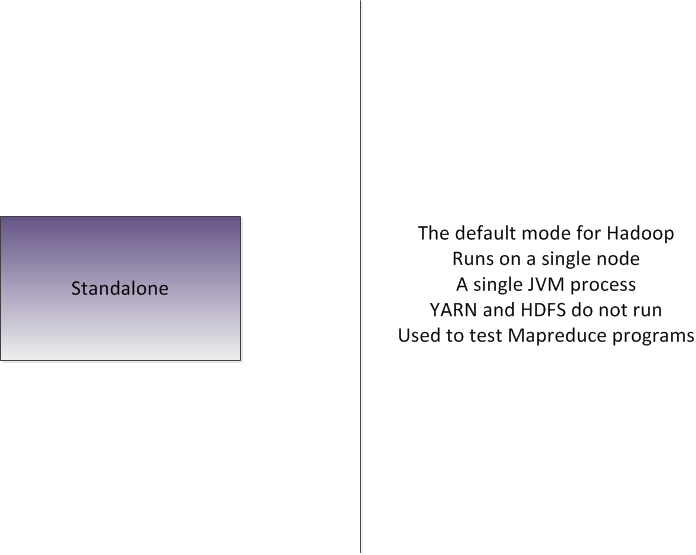 Standalone
The default mode for Hadoop
Runs on a single node
A single JVM process
YARN and HDFS do not run
Used to test Mapreduce programs